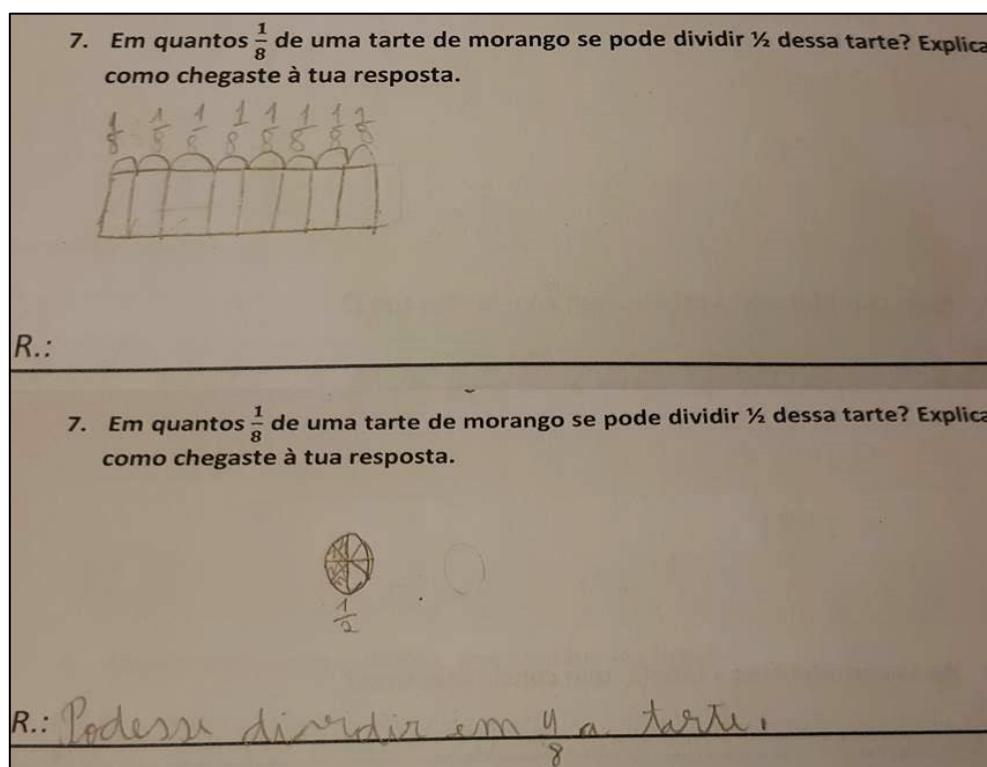 7. Em quantos 1/8 de uma tarte de morango se pode dividir ½ dessa tarte? Explica
como chegaste à tua resposta.
1/8 1/8 1/8 1/8 1/8 1/8 1/8 1/8
R.:
7. Em quantos 1/8 de uma tarte de morango se pode dividir ½ dessa tarte? Explica
como chegaste à tua resposta.
1/2
R.: Podesse dividir em 4/8 a tarte.